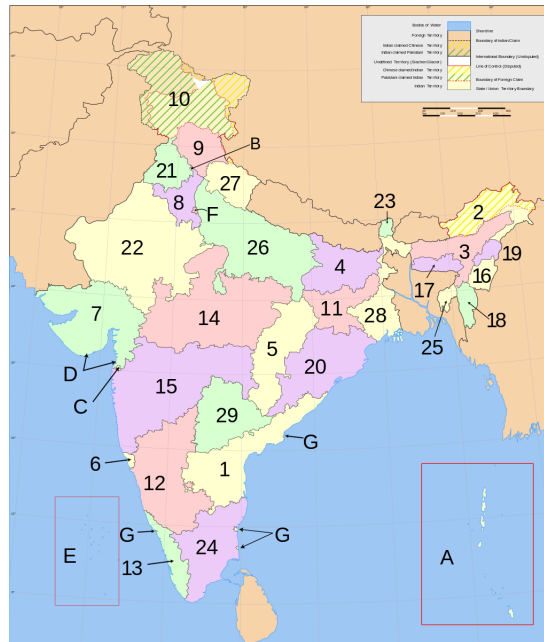 Bodies of Water
Shoreline
Foreign Territory
Boundary of Indian Claim
Indian claimed Chinese Territory
Indian claimed Pakistani Territory
International Boundary (Undisputed)
Undefined Territory (Siachen Glacier)
Line of Control (Disputed)
Chinese claimed Indian Territory
Pakistani claimed Indian Territory
Boundary of Foreign Claim
Indian Territory
State / Union Territory Boundary
10
9
B
21
27
8
F
23
2
22
26
3
19
4
16
7
17
14
11
28
18
5
25
D
20
15
C
29
G
6
1
12
G
G
E
A
24
13